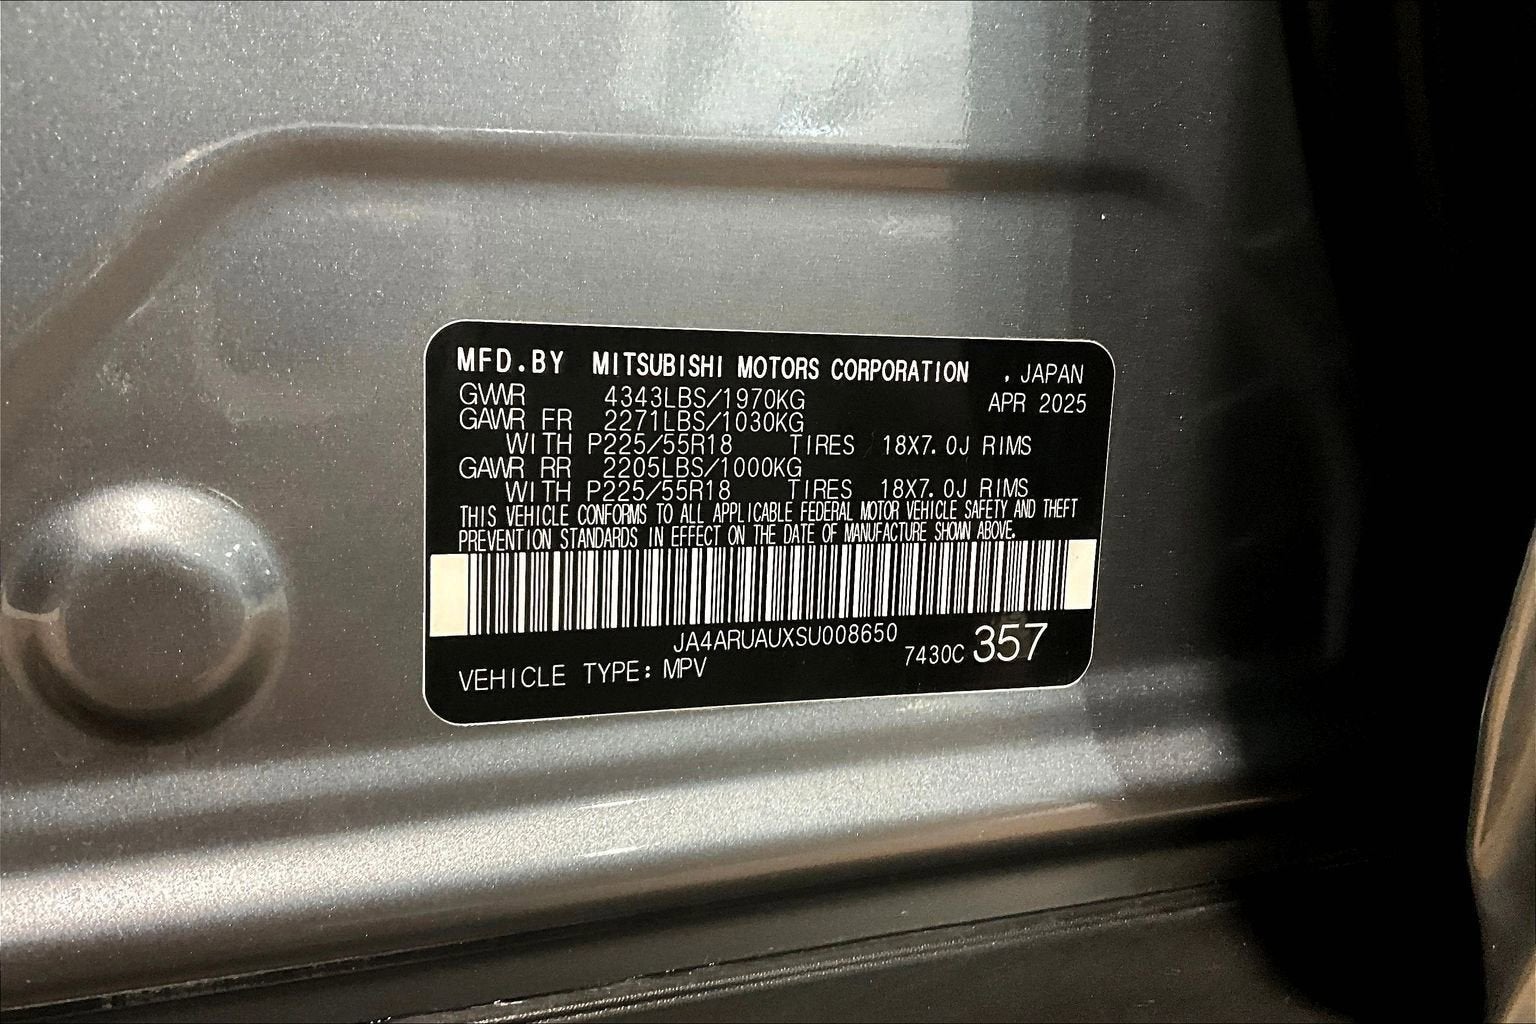 MFD.BY MITSUBISHI MOTORS CORPORATION , JAPAN
GVWR 4343LBS/1970KG APR 2025
GAWR FR 2271LBS/1030KG
WITH P225/55R18 TIRES 18X7.0J RIMS
GAWR RR 2205LBS/1000KG
WITH P225/55R18 TIRES 18X7.0J RIMS
THIS VEHICLE CONFORMS TO ALL APPLICABLE FEDERAL MOTOR VEHICLE SAFETY AND THEFT
PREVENTION STANDARDS IN EFFECT ON THE DATE OF MANUFACTURE SHOWN ABOVE.
JA4ARUAUXSU008650
VEHICLE TYPE: MPV 7430C 357